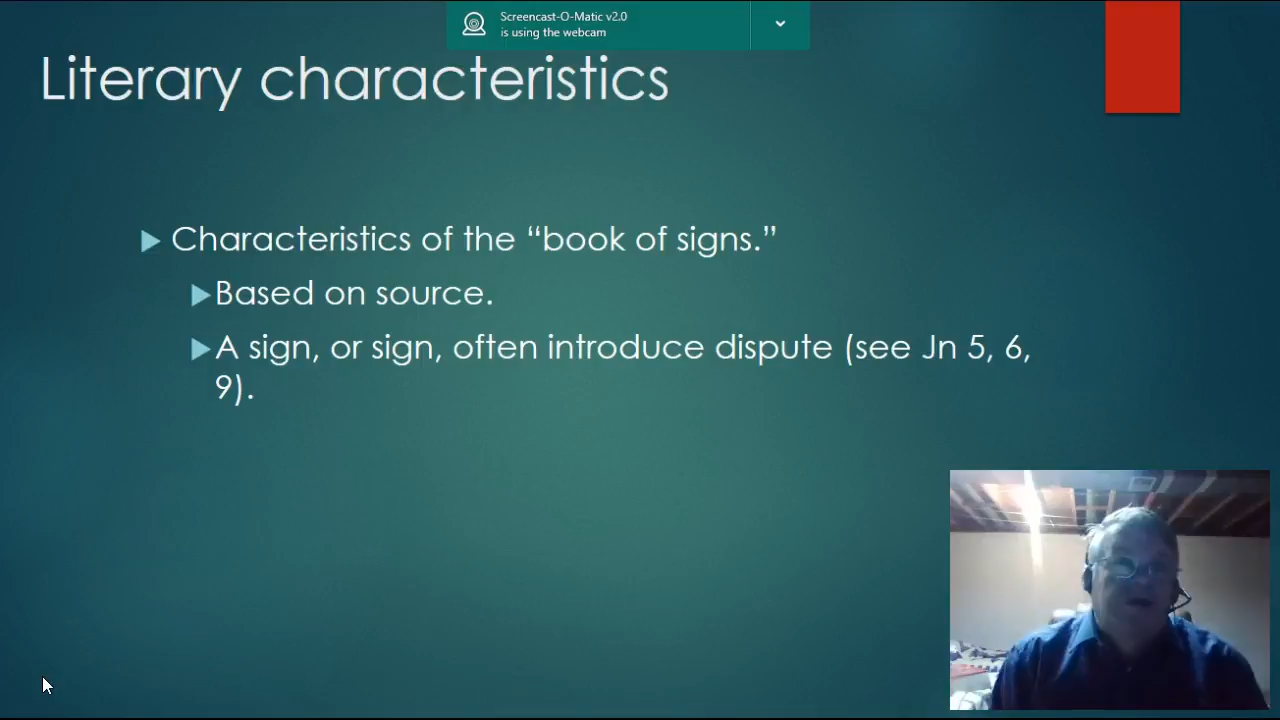 Screencast-O-Matic v2.0
is using the webcam
Literary characteristics
Characteristics of the “book of signs.”
Based on source.
A sign, or sign, often introduce dispute (see Jn 5, 6,
9).